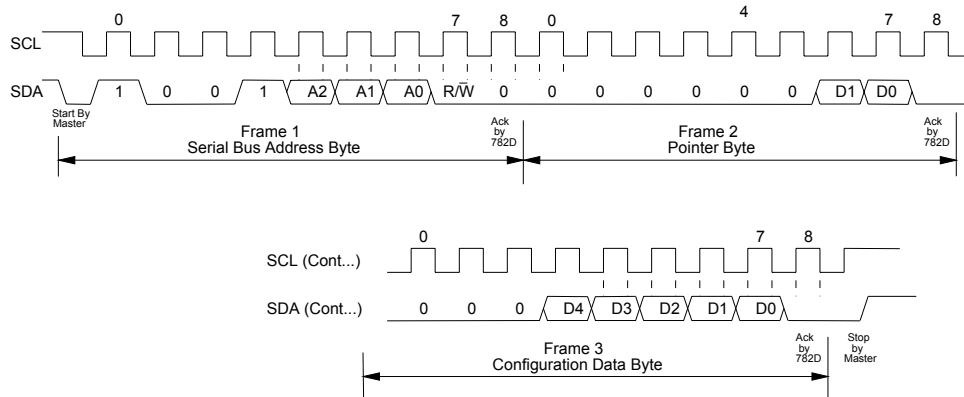 0 7 8 0 4 7 8
SCL
SDA 1 0 0 1 A2 A1 A0 R/W̅ 0 0 0 0 0 0 0 D1 D0
Start By
Master
Frame 1
Serial Bus Address Byte
Ack
by
782D
Frame 2
Pointer Byte
Ack
by
782D
0 7 8
SCL (Cont...)
SDA (Cont...) 0 0 0 D4 D3 D2 D1 D0
Frame 3
Configuration Data Byte
Ack
by
782D
Stop
by
Master